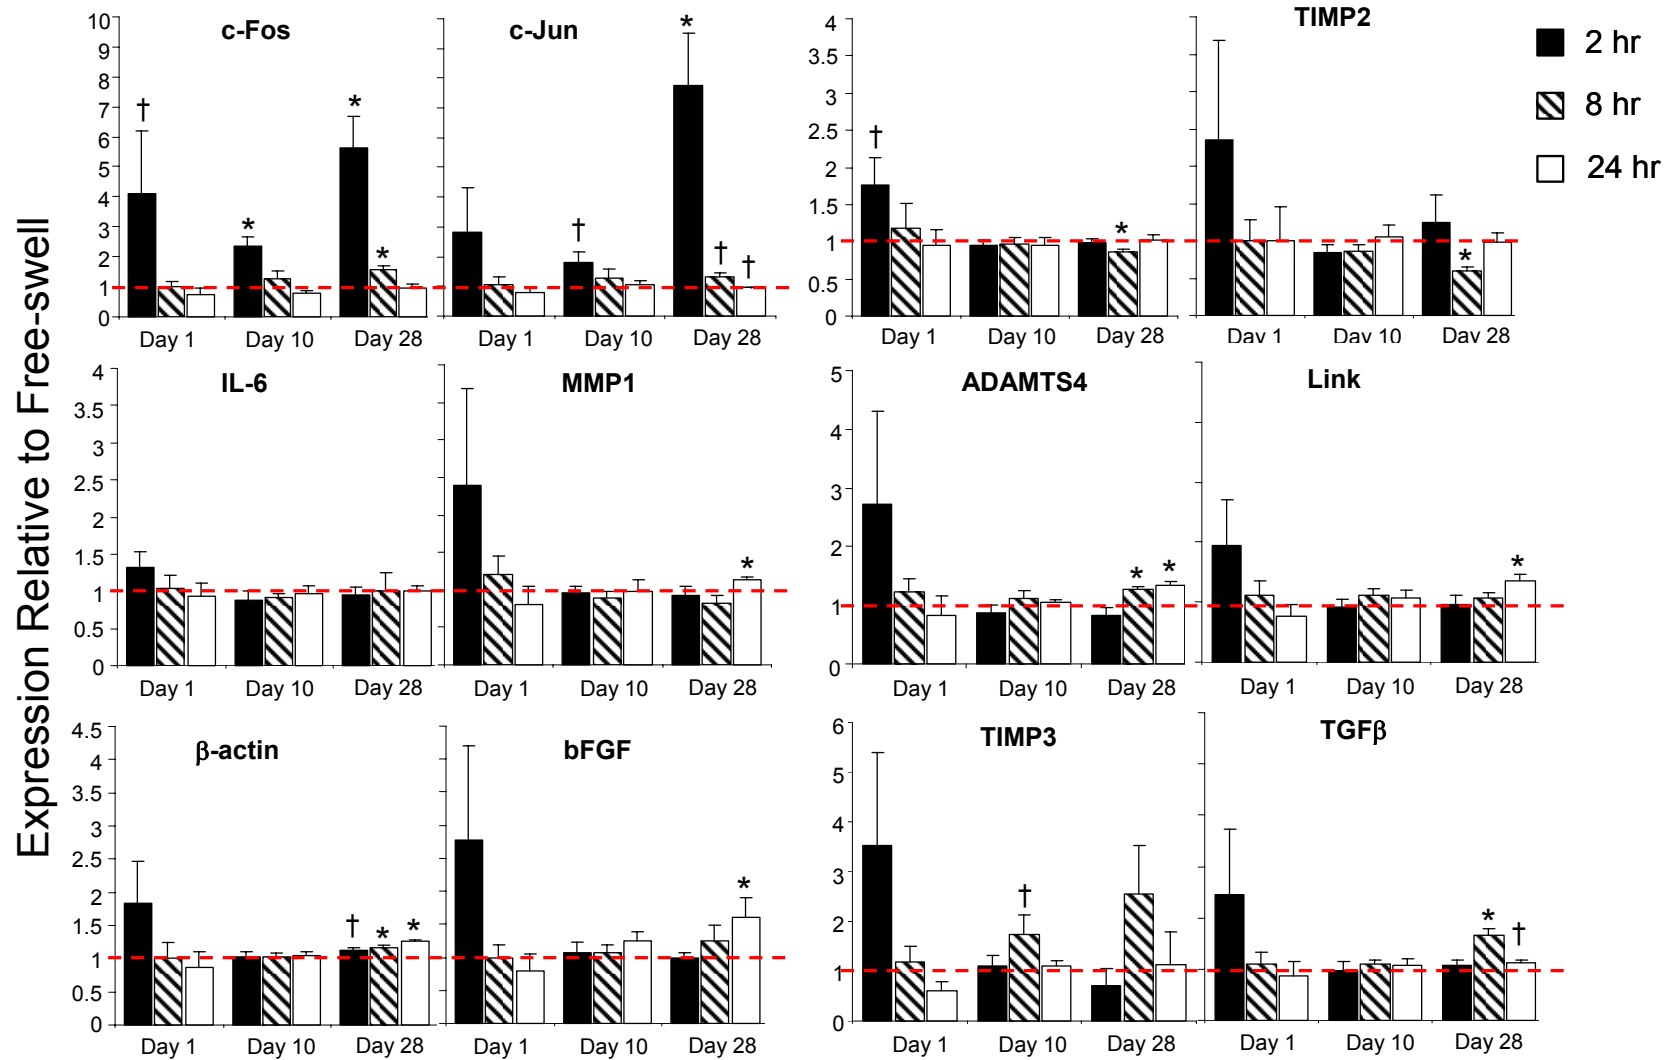 Expression Relative to Free-swell
c-Fos
10
9
8
7
6
5
4
3
2
1
0
†
*
*
*
Day 1
Day 10
Day 28
c-Jun
†
*
†
†
Day 1
Day 10
Day 28
4
3.5
3
2.5
2
1.5
1
0.5
0
†
*
Day 1
Day 10
Day 28
TIMP2
*
Day 1
Day 10
Day 28
2 hr
8 hr
24 hr
IL-6
4
3.5
3
2.5
2
1.5
1
0.5
0
Day 1
Day 10
Day 28
MMP1
*
Day 1
Day 10
Day 28
ADAMTS4
5
4
3
2
1
0
*
*
Day 1
Day 10
Day 28
Link
*
Day 1
Day 10
Day 28
β-actin
4.5
4
3.5
3
2.5
2
1.5
1
0.5
0
†
*
*
Day 1
Day 10
Day 28
bFGF
*
Day 1
Day 10
Day 28
TIMP3
6
5
4
3
2
1
0
†
Day 1
Day 10
Day 28
TGFβ
*
†
Day 1
Day 10
Day 28